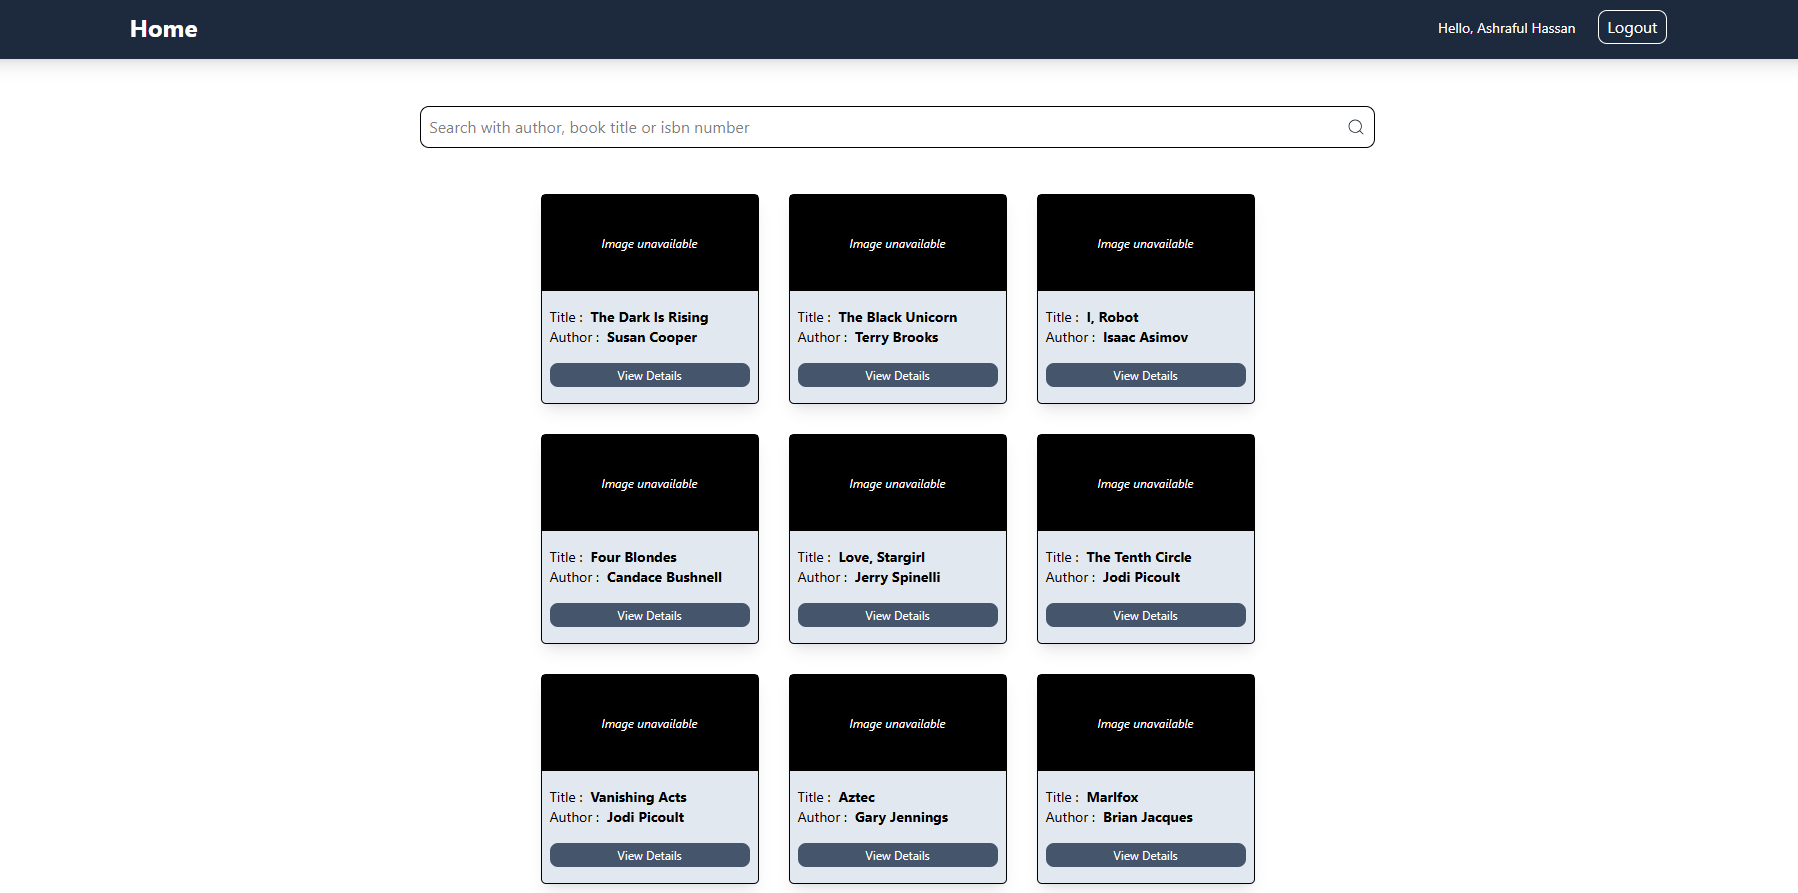 Home
Hello, Ashraful Hassan
Logout
Search with author, book title or isbn number
Image unavailable
Image unavailable
Image unavailable
Title : The Dark Is Rising
Author : Susan Cooper
View Details
Title : The Black Unicorn
Author : Terry Brooks
View Details
Title : I, Robot
Author : Isaac Asimov
View Details
Image unavailable
Image unavailable
Image unavailable
Title : Four Blondes
Author : Candace Bushnell
View Details
Title : Love, Stargirl
Author : Jerry Spinelli
View Details
Title : The Tenth Circle
Author : Jodi Picoult
View Details
Image unavailable
Image unavailable
Image unavailable
Title : Vanishing Acts
Author : Jodi Picoult
View Details
Title : Aztec
Author : Gary Jennings
View Details
Title : Marlfox
Author : Brian Jacques
View Details